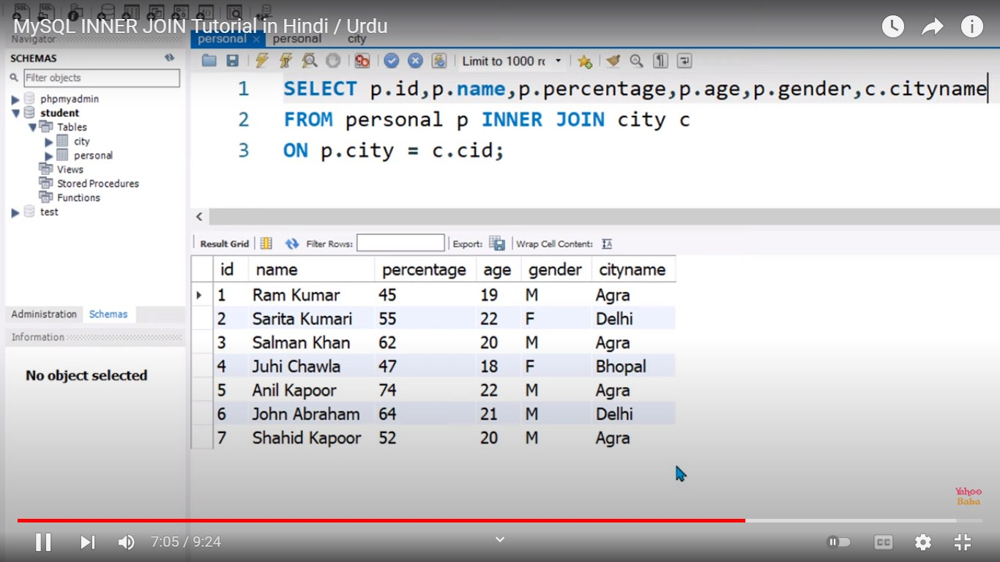 MySQL INNER JOIN Tutorial in Hindi / Urdu
Navigator
personal × personal city
SCHEMAS
Filter objects
phpmyadmin
student
Tables
city
personal
Views
Stored Procedures
Functions
test
Administration Schemas
Information
No object selected
Limit to 1000 r
1 SELECT p.id,p.name,p.percentage,p.age,p.gender,c.cityname
2 FROM personal p INNER JOIN city c
3 ON p.city = c.cid;
Result Grid Filter Rows: Export: Wrap Cell Content:
id name percentage age gender cityname
1 Ram Kumar 45 19 M Agra
2 Sarita Kumari 55 22 F Delhi
3 Salman Khan 62 20 M Agra
4 Juhi Chawla 47 18 F Bhopal
5 Anil Kapoor 74 22 M Agra
6 John Abraham 64 21 M Delhi
7 Shahid Kapoor 52 20 M Agra
Yahoo
Baba
7:05 / 9:24
CC